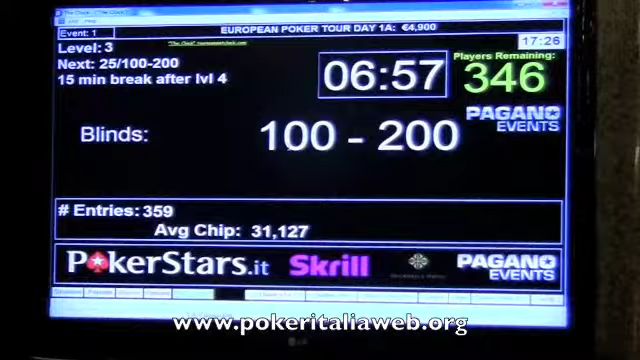 EUROPEAN POKER TOUR DAY 1A: €4,900
Event: 1
17:26
Level: 3
Next: 25/100-200
15 min break after lvl 4
06:57
Players Remaining:
346
PAGANO
EVENTS
Blinds:
100 - 200
# Entries: 359
Avg Chip: 31,127
PokerStars.it
Skrill
PAGANO
EVENTS
www.pokeritaliaweb.org
LG